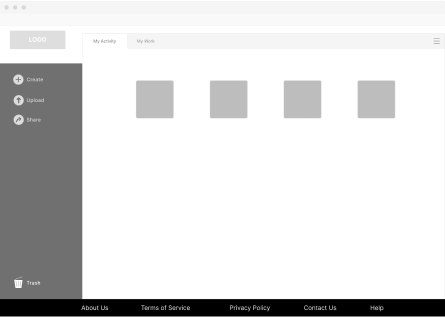 LOGO
My Activity
My Work
Create
Upload
Share
Trash
About Us Terms of Service Privacy Policy Contact Us Help